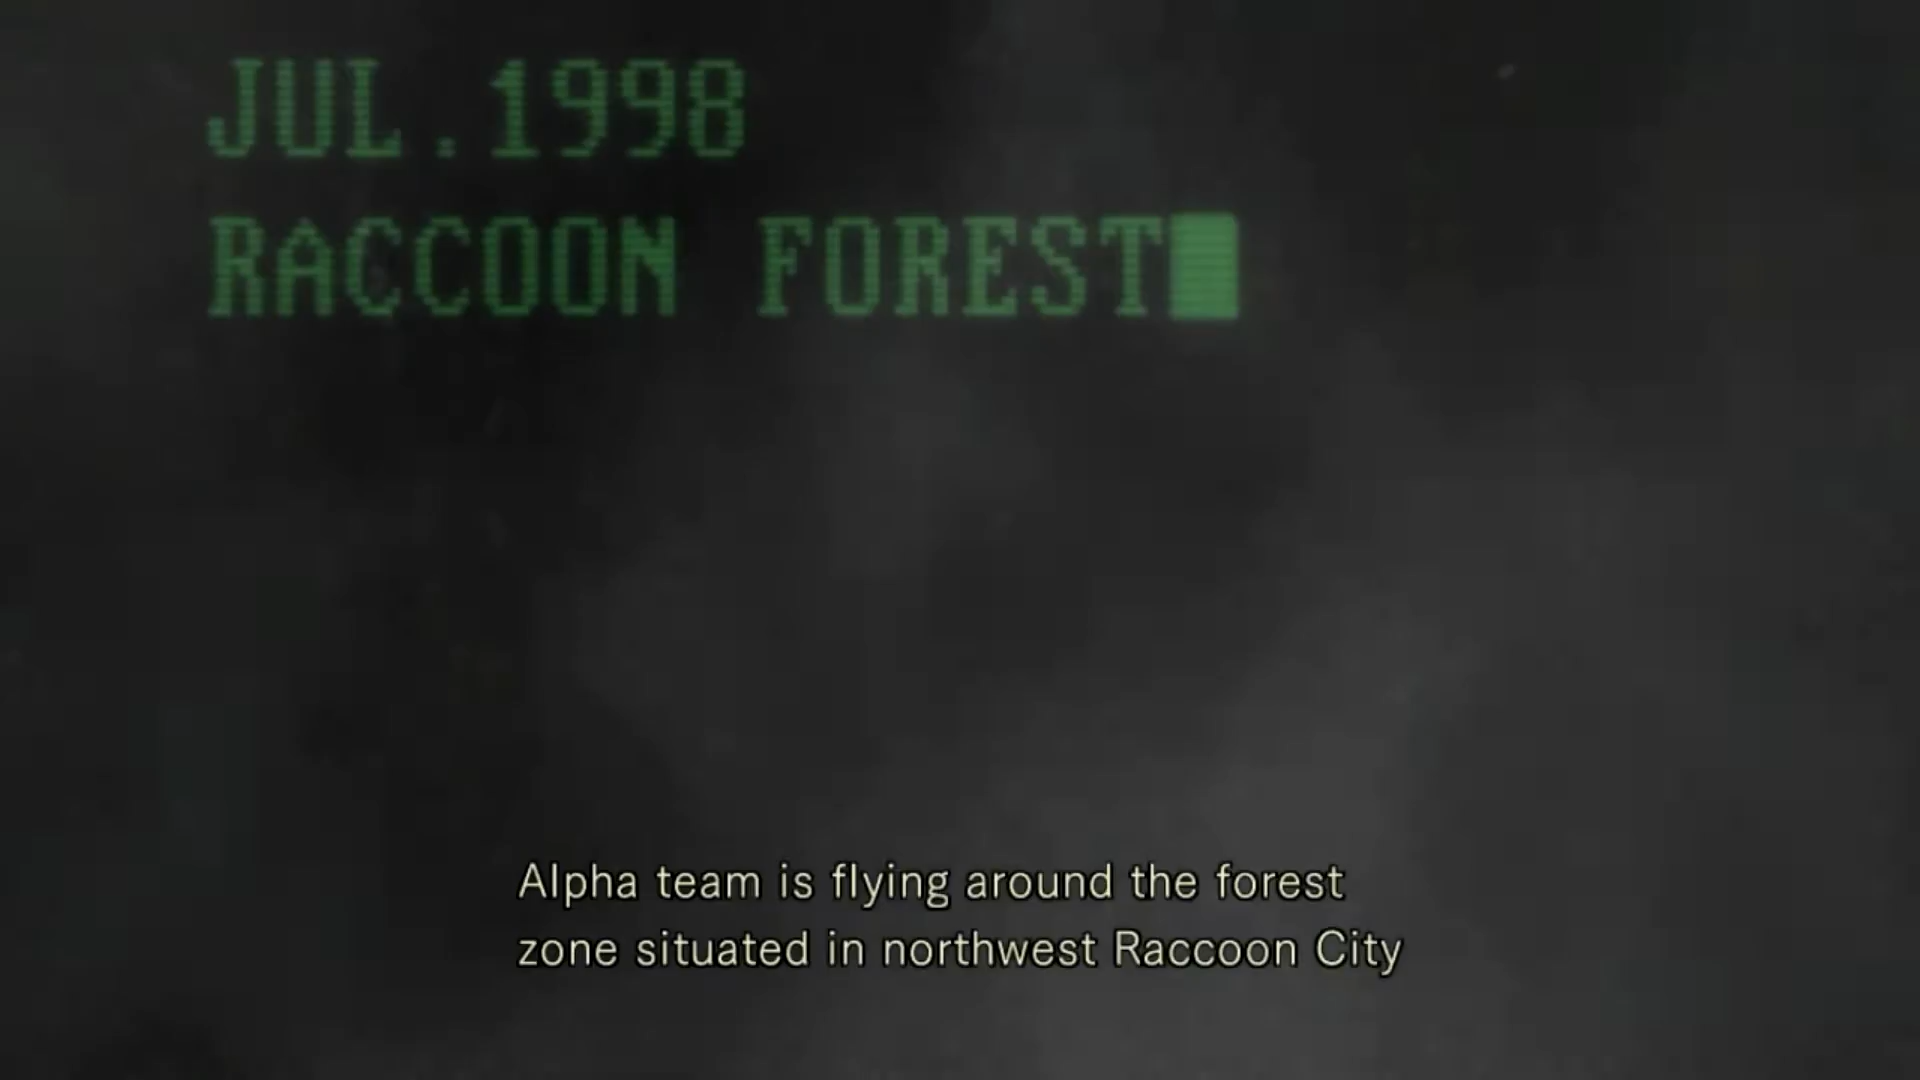 JUL.1998
RACCOON FOREST
Alpha team is flying around the forest
zone situated in northwest Raccoon City